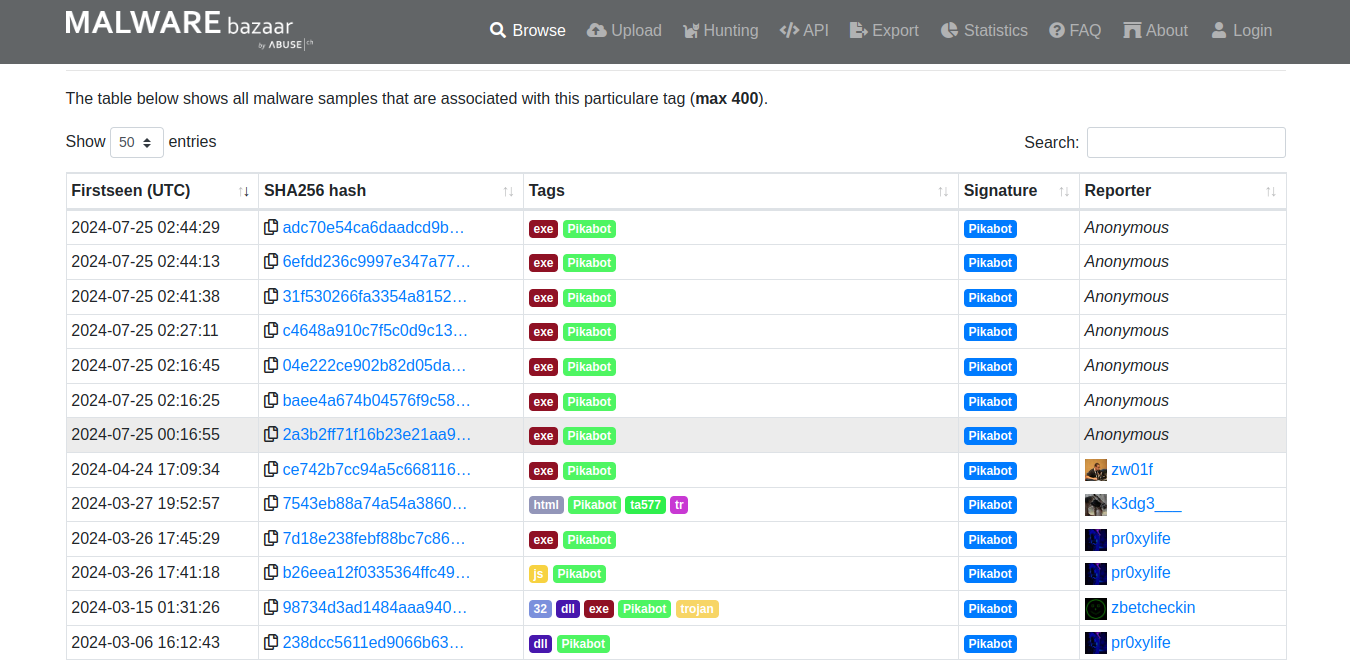 MALWARE bazaar
by ABUSE|ch
Browse Upload Hunting API Export Statistics FAQ About Login
The table below shows all malware samples that are associated with this particulare tag (max 400).
Show 50 entries Search:
Firstseen (UTC) SHA256 hash Tags Signature Reporter
2024-07-25 02:44:29 adc70e54ca6daadcd9b… exe Pikabot Pikabot Anonymous
2024-07-25 02:44:13 6efdd236c9997e347a77… exe Pikabot Pikabot Anonymous
2024-07-25 02:41:38 31f530266fa3354a8152… exe Pikabot Pikabot Anonymous
2024-07-25 02:27:11 c4648a910c7f5c0d9c13… exe Pikabot Pikabot Anonymous
2024-07-25 02:16:45 04e222ce902b82d05da… exe Pikabot Pikabot Anonymous
2024-07-25 02:16:25 baee4a674b04576f9c58… exe Pikabot Pikabot Anonymous
2024-07-25 00:16:55 2a3b2ff71f16b23e21aa9… exe Pikabot Pikabot Anonymous
2024-04-24 17:09:34 ce742b7cc94a5c668116… exe Pikabot Pikabot zw01f
2024-03-27 19:52:57 7543eb88a74a54a3860… html Pikabot ta577 tr Pikabot k3dg3___
2024-03-26 17:45:29 7d18e238febf88bc7c86… exe Pikabot Pikabot pr0xylife
2024-03-26 17:41:18 b26eea12f0335364ffc49… js Pikabot Pikabot pr0xylife
2024-03-15 01:31:26 98734d3ad1484aaa940… 32 dll exe Pikabot trojan Pikabot zbetcheckin
2024-03-06 16:12:43 238dcc5611ed9066b63… dll Pikabot Pikabot pr0xylife